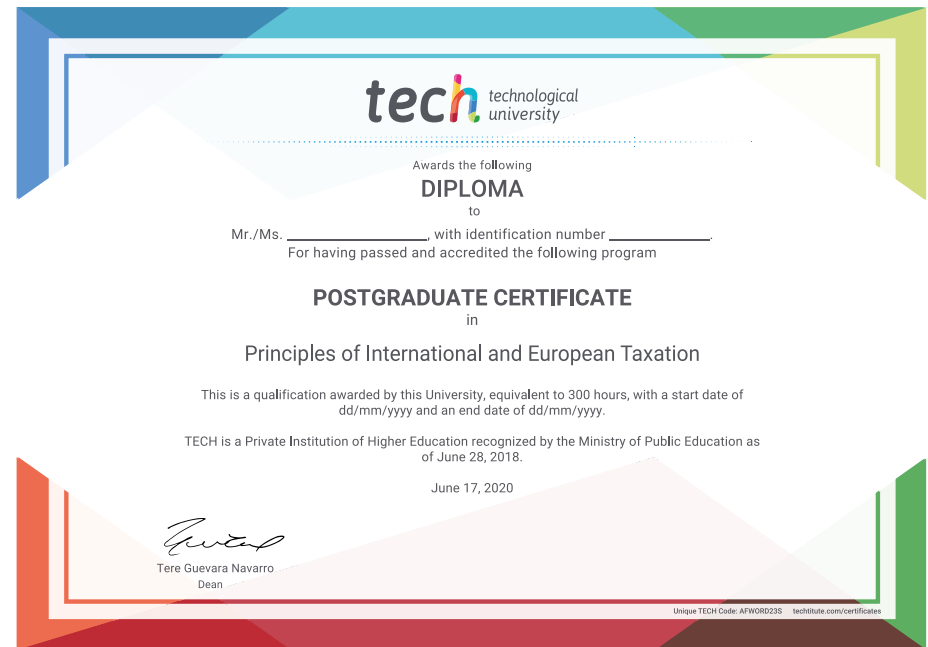 tech technological
university
Awards the following
DIPLOMA
to
Mr./Ms. ____________________, with identification number ______________.
For having passed and accredited the following program
POSTGRADUATE CERTIFICATE
in
Principles of International and European Taxation
This is a qualification awarded by this University, equivalent to 300 hours, with a start date of
dd/mm/yyyy and an end date of dd/mm/yyyy.
TECH is a Private Institution of Higher Education recognized by the Ministry of Public Education as
of June 28, 2018.
June 17, 2020
Tere Guevara Navarro
Dean
Unique TECH Code: AFWORD23S techtitute.com/certificates